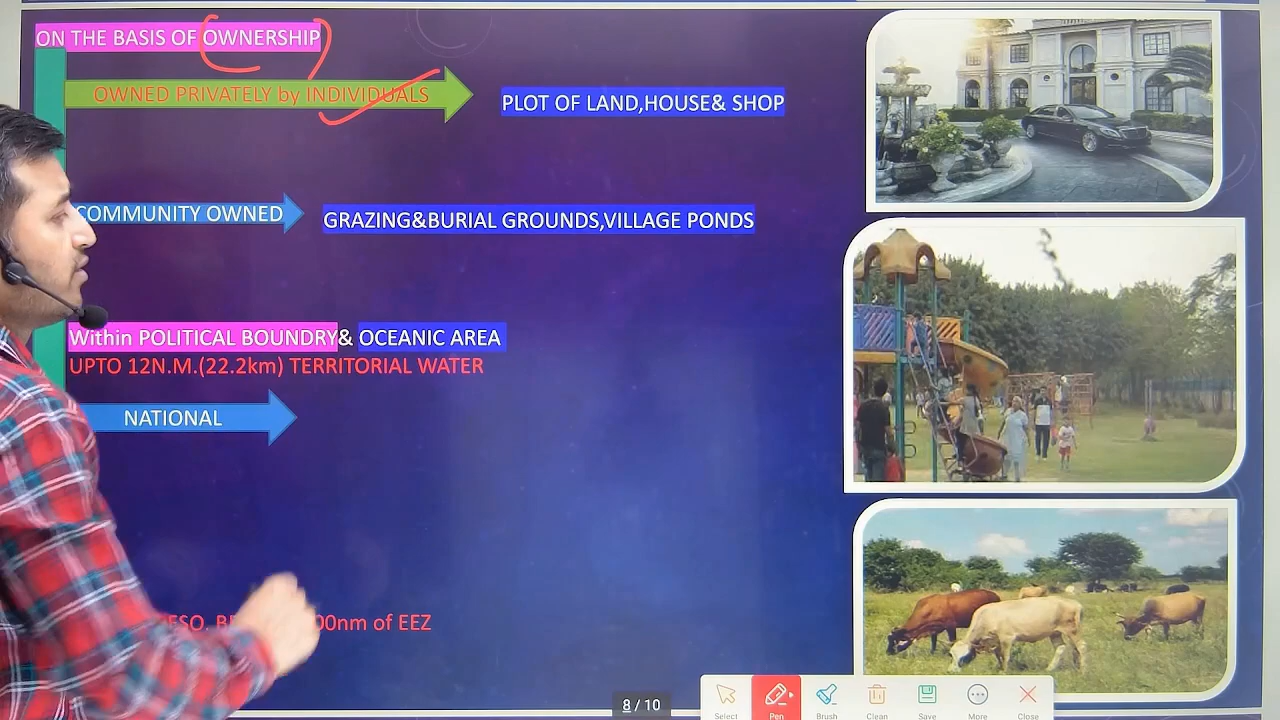 ON THE BASIS OF OWNERSHIP
OWNED PRIVATELY by INDIVIDUALS
PLOT OF LAND,HOUSE& SHOP
COMMUNITY OWNED
GRAZING&BURIAL GROUNDS,VILLAGE PONDS
Within POLITICAL BOUNDRY& OCEANIC AREA
UPTO 12N.M.(22.2km) TERRITORIAL WATER
NATIONAL
of EEZ
8 / 10
Select
Pen
Brush
Clean
Save
More
Close